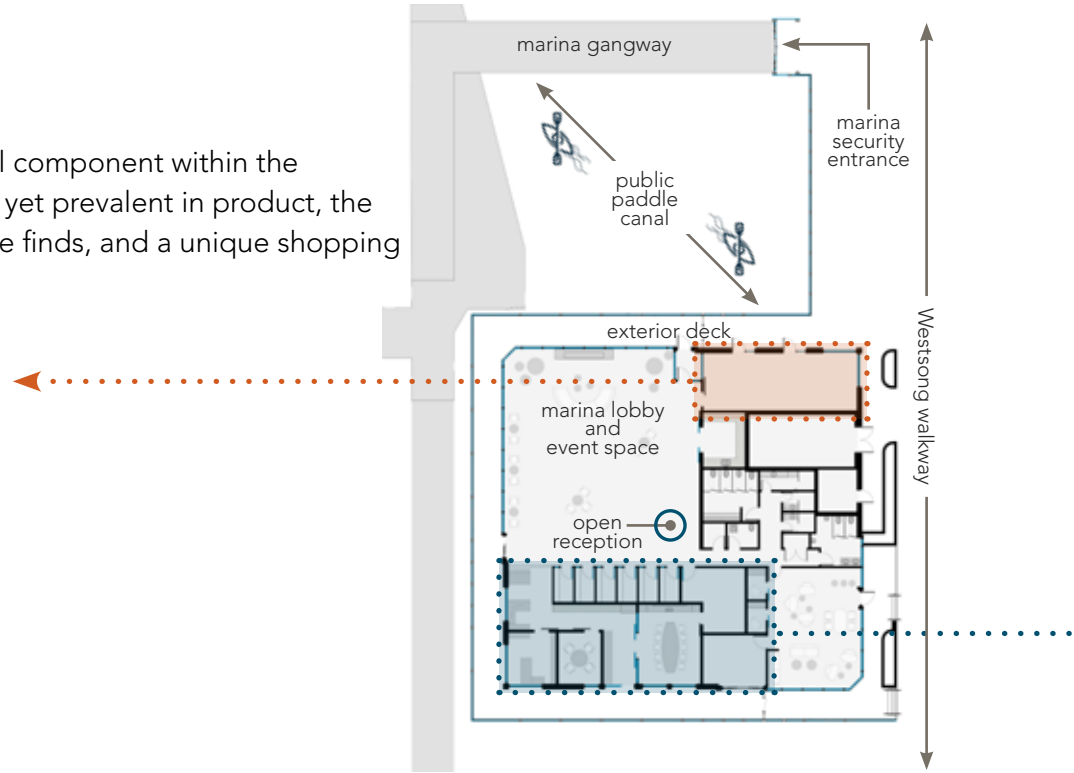 marina gangway
marina
security
entrance
l component within the
yet prevalent in product, the
e finds, and a unique shopping
public
paddle
canal
exterior deck
Westsong walkway
marina lobby
and
event space
open
reception